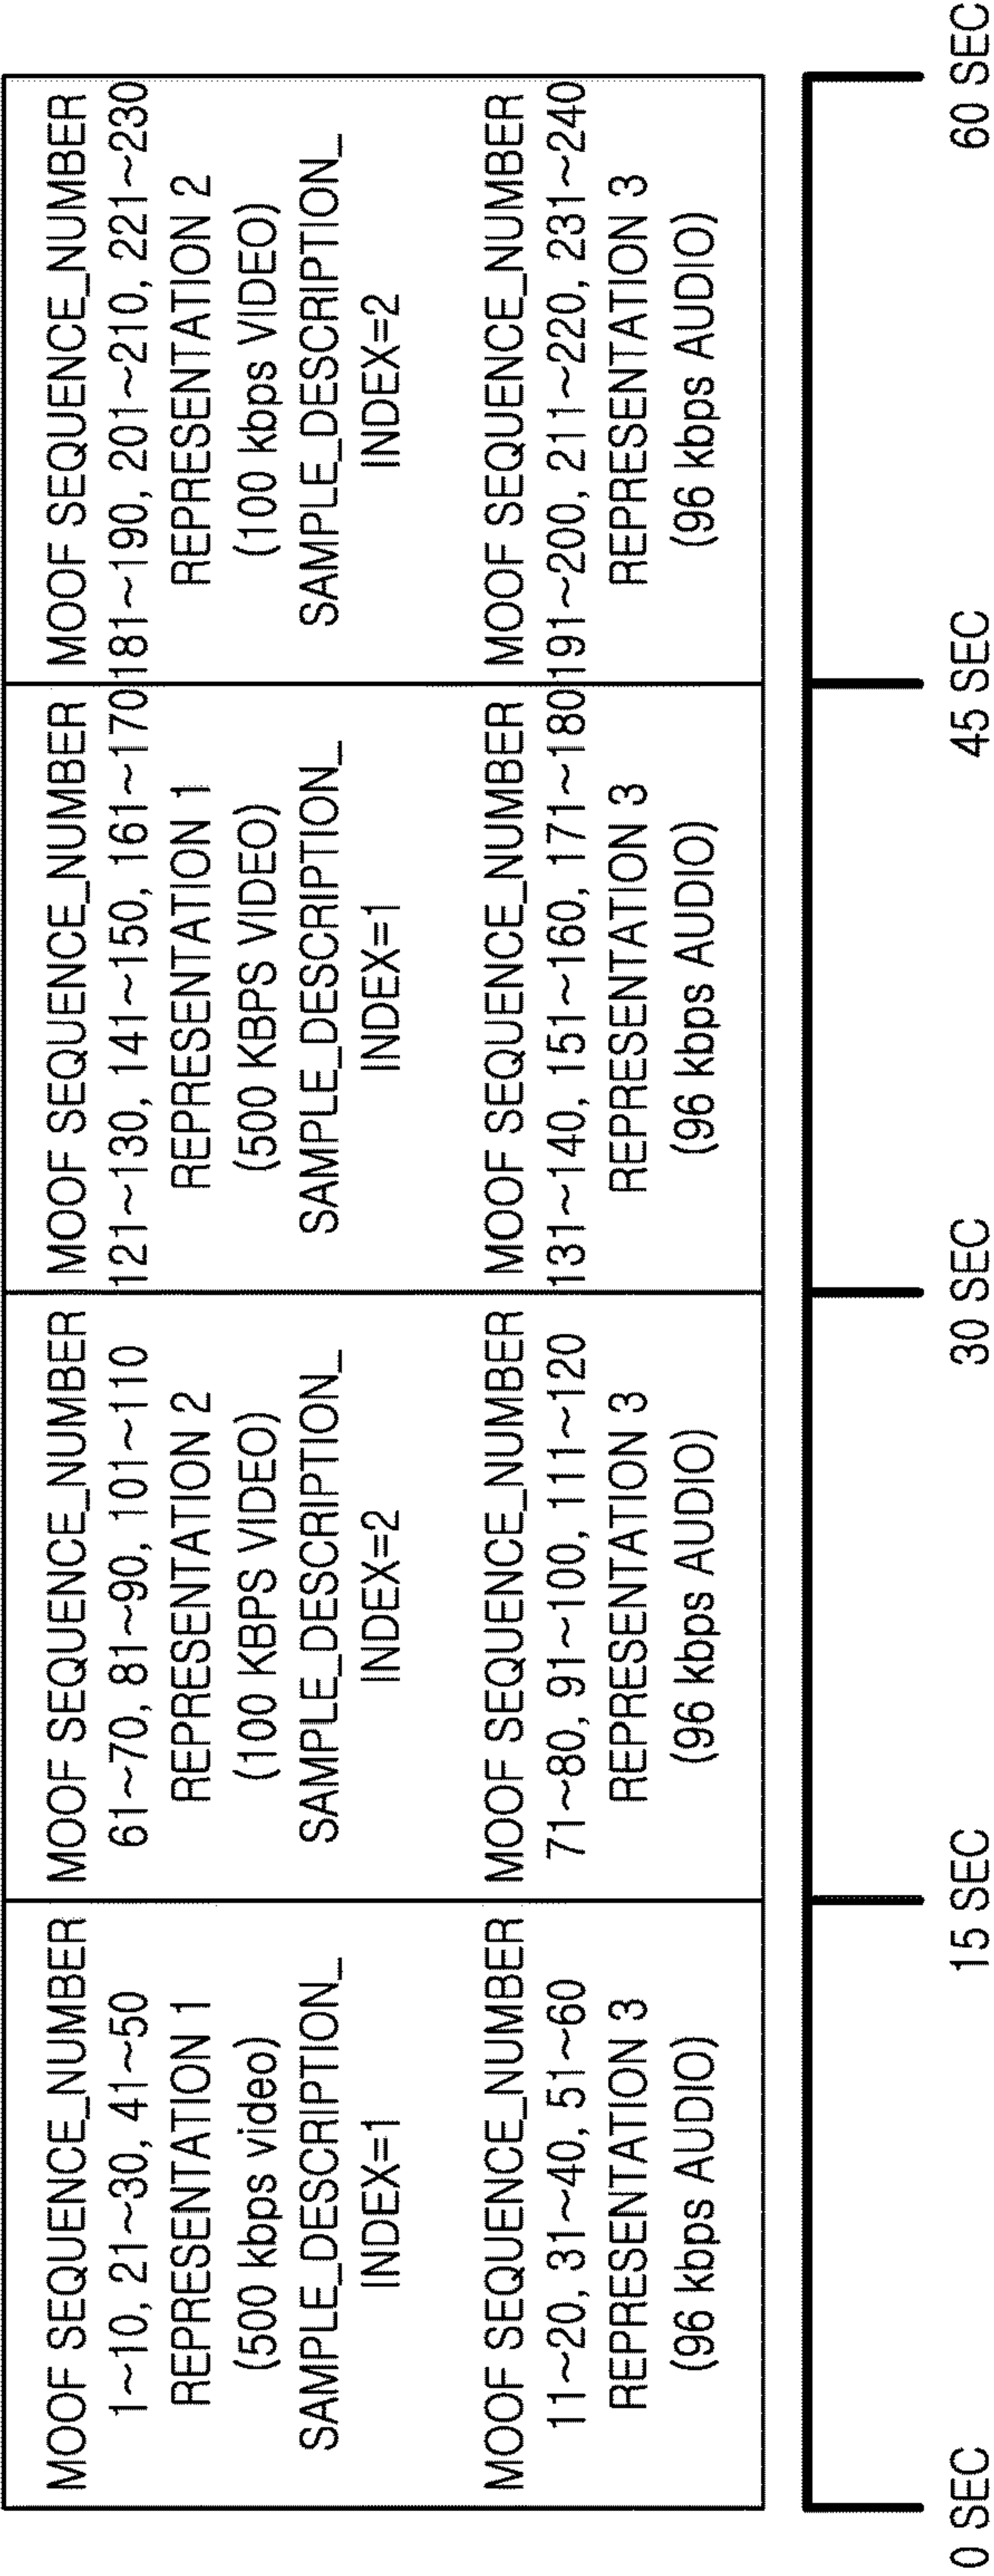 MOOF SEQUENCE_NUMBER
1~10, 21~30, 41~50
REPRESENTATION 1
(500 kbps video)
SAMPLE_DESCRIPTION_
INDEX=1
MOOF SEQUENCE_NUMBER
11~20, 31~40, 51~60
REPRESENTATION 3
(96 kbps AUDIO)
MOOF SEQUENCE_NUMBER
61~70, 81~90, 101~110
REPRESENTATION 2
(100 KBPS VIDEO)
SAMPLE_DESCRIPTION_
INDEX=2
MOOF SEQUENCE_NUMBER
71~80, 91~100, 111~120
REPRESENTATION 3
(96 kbps AUDIO)
MOOF SEQUENCE_NUMBER
121~130, 141~150, 161~170
REPRESENTATION 1
(500 KBPS VIDEO)
SAMPLE_DESCRIPTION_
INDEX=1
MOOF SEQUENCE_NUMBER
131~140, 151~160, 171~180
REPRESENTATION 3
(96 kbps AUDIO)
MOOF SEQUENCE_NUMBER
181~190, 201~210, 221~230
REPRESENTATION 2
(100 kbps VIDEO)
SAMPLE_DESCRIPTION_
INDEX=2
MOOF SEQUENCE_NUMBER
191~200, 211~220, 231~240
REPRESENTATION 3
(96 kbps AUDIO)
0 SEC
15 SEC
30 SEC
45 SEC
60 SEC